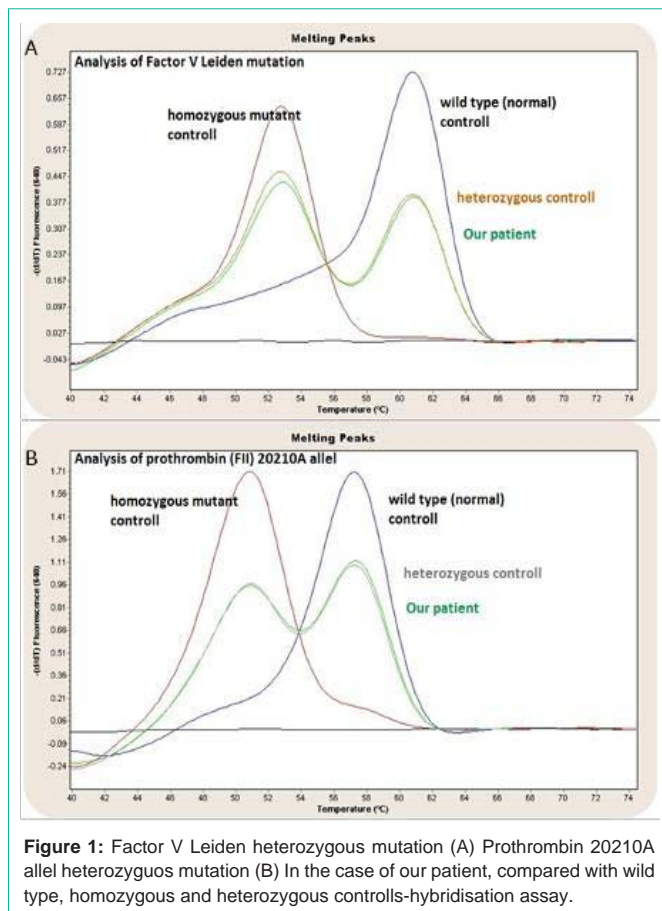 Melting Peaks
A
Analysis of Factor V Leiden mutation
homozygous mutatnt
controll
wild type (normal)
controll
heterozygous controll
Our patient
-(d/dT) Fluorescence (640)
0.727
0.657
0.587
0.517
0.447
0.377
0.307
0.237
0.167
0.097
0.027
-0.043
40 42 44 46 48 50 52 54 56 58 60 62 64 66 68 70 72 74
Temperature (°C)
Melting Peaks
B
Analysis of prothrombin (FII) 20210A allel
homozygous mutant
controll
wild type (normal)
controll
heterozygous controll
Our patient
-(d/dT) Fluorescence (640)
1.71
1.56
1.41
1.26
1.11
0.96
0.81
0.66
0.51
0.36
0.21
0.06
-0.09
-0.24
40 42 44 46 48 50 52 54 56 58 60 62 64 66 68 70 72 74
Temperature (°C)
Figure 1: Factor V Leiden heterozygous mutation (A) Prothrombin 20210A
allel heterozyguos mutuation (B) In the case of our patient, compared with wild
type, homozygous and heterozygous controlls-hybridisation assay.